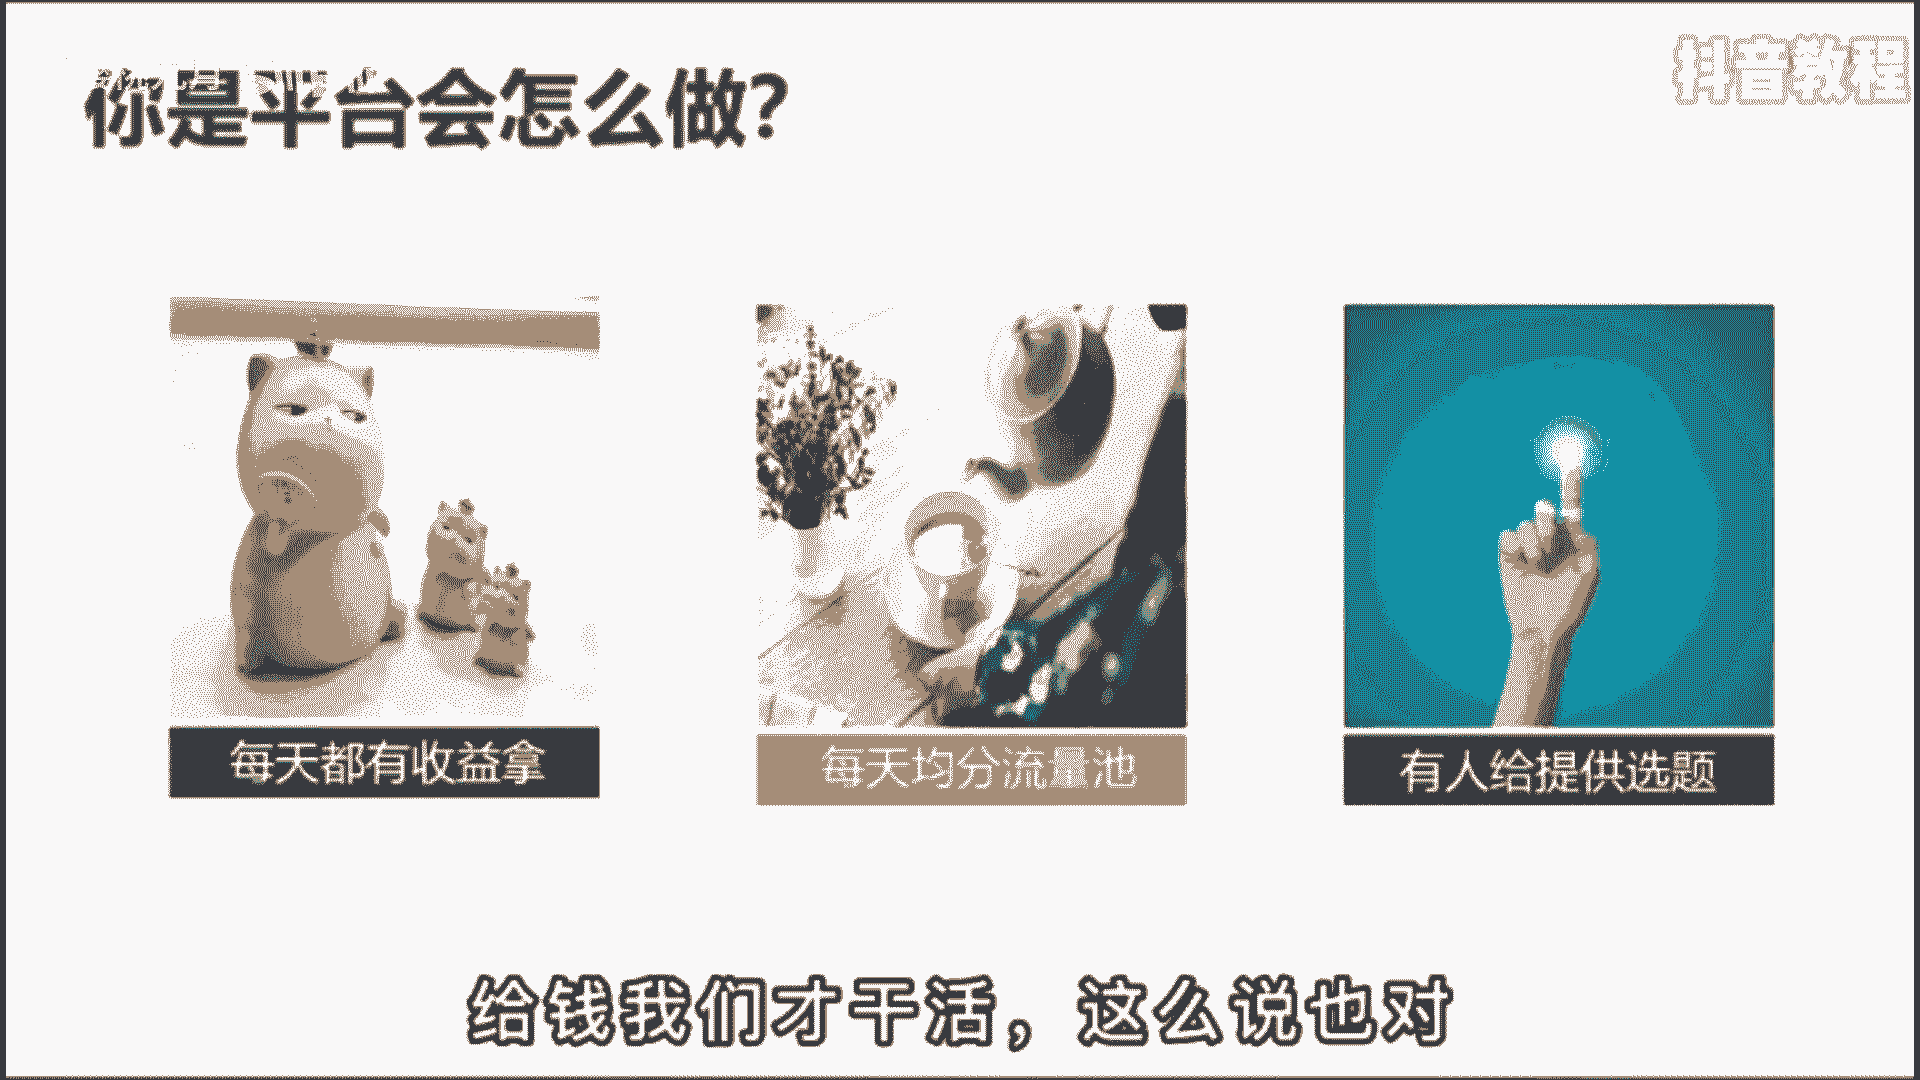 你是平台会怎么做?
抖音教程
每天都有收益拿
每天均分流量池
有人给提供选题
给钱我们才干活，这么说也对